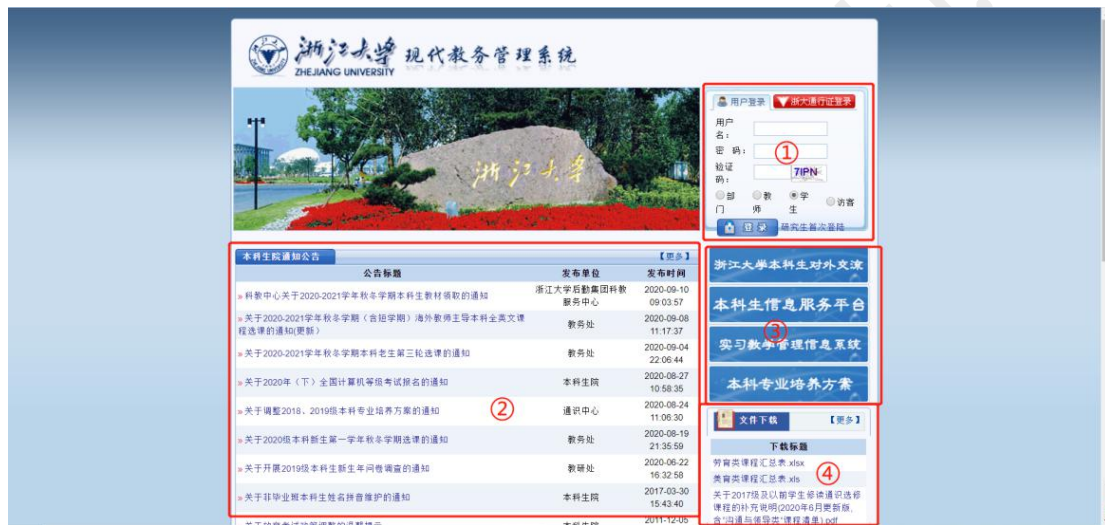 浙江大学
ZHEJIANG UNIVERSITY
现代教务管理系统
浙江大学
用户登录
浙大通行证登录
用户
名：
密 码：
验证
码：
7IPN
①
部
门
教
师
学
生
访客
登 录
研究生首次登陆
本科生院通知公告
【更多】
公告标题 发布单位 发布时间
»科教中心关于2020-2021学年秋冬学期本科生教材领取的通知
浙江大学后勤集团科教
服务中心
2020-09-10
09:03:57
»关于2020-2021学年秋冬学期（含短学期）海外教师主导本科全英文课
程选课的通知(更新)
教务处
2020-09-08
11:17:37
»关于2020-2021学年秋冬学期本科老生第三轮选课的通知
教务处
2020-09-04
22:06:44
»关于2020年（下）全国计算机等级考试报名的通知
本科生院
2020-08-27
10:58:35
»关于调整2018、2019级本科专业培养方案的通知
②
通识中心
2020-08-24
11:06:30
»关于2020级本科新生第一学年秋冬学期选课的通知
教务处
2020-08-19
21:35:59
»关于开展2019级本科生新生年问卷调查的通知
教研处
2020-06-22
16:32:58
»关于非毕业班本科生姓名拼音维护的通知
本科生院
2017-03-30
15:43:40
2011-12-05
浙江大学本科生对外交流
本科生信息服务平台
③
实习教学管理信息系统
本科专业培养方案
文件下载
【更多】
下载标题
劳育类课程汇总表.xlsx
美育类课程汇总表.xls
④
关于2017级及以前学生修读通识选修
课程的补充说明(2020年6月更新版,
含“沟通与领导类”课程清单).pdf